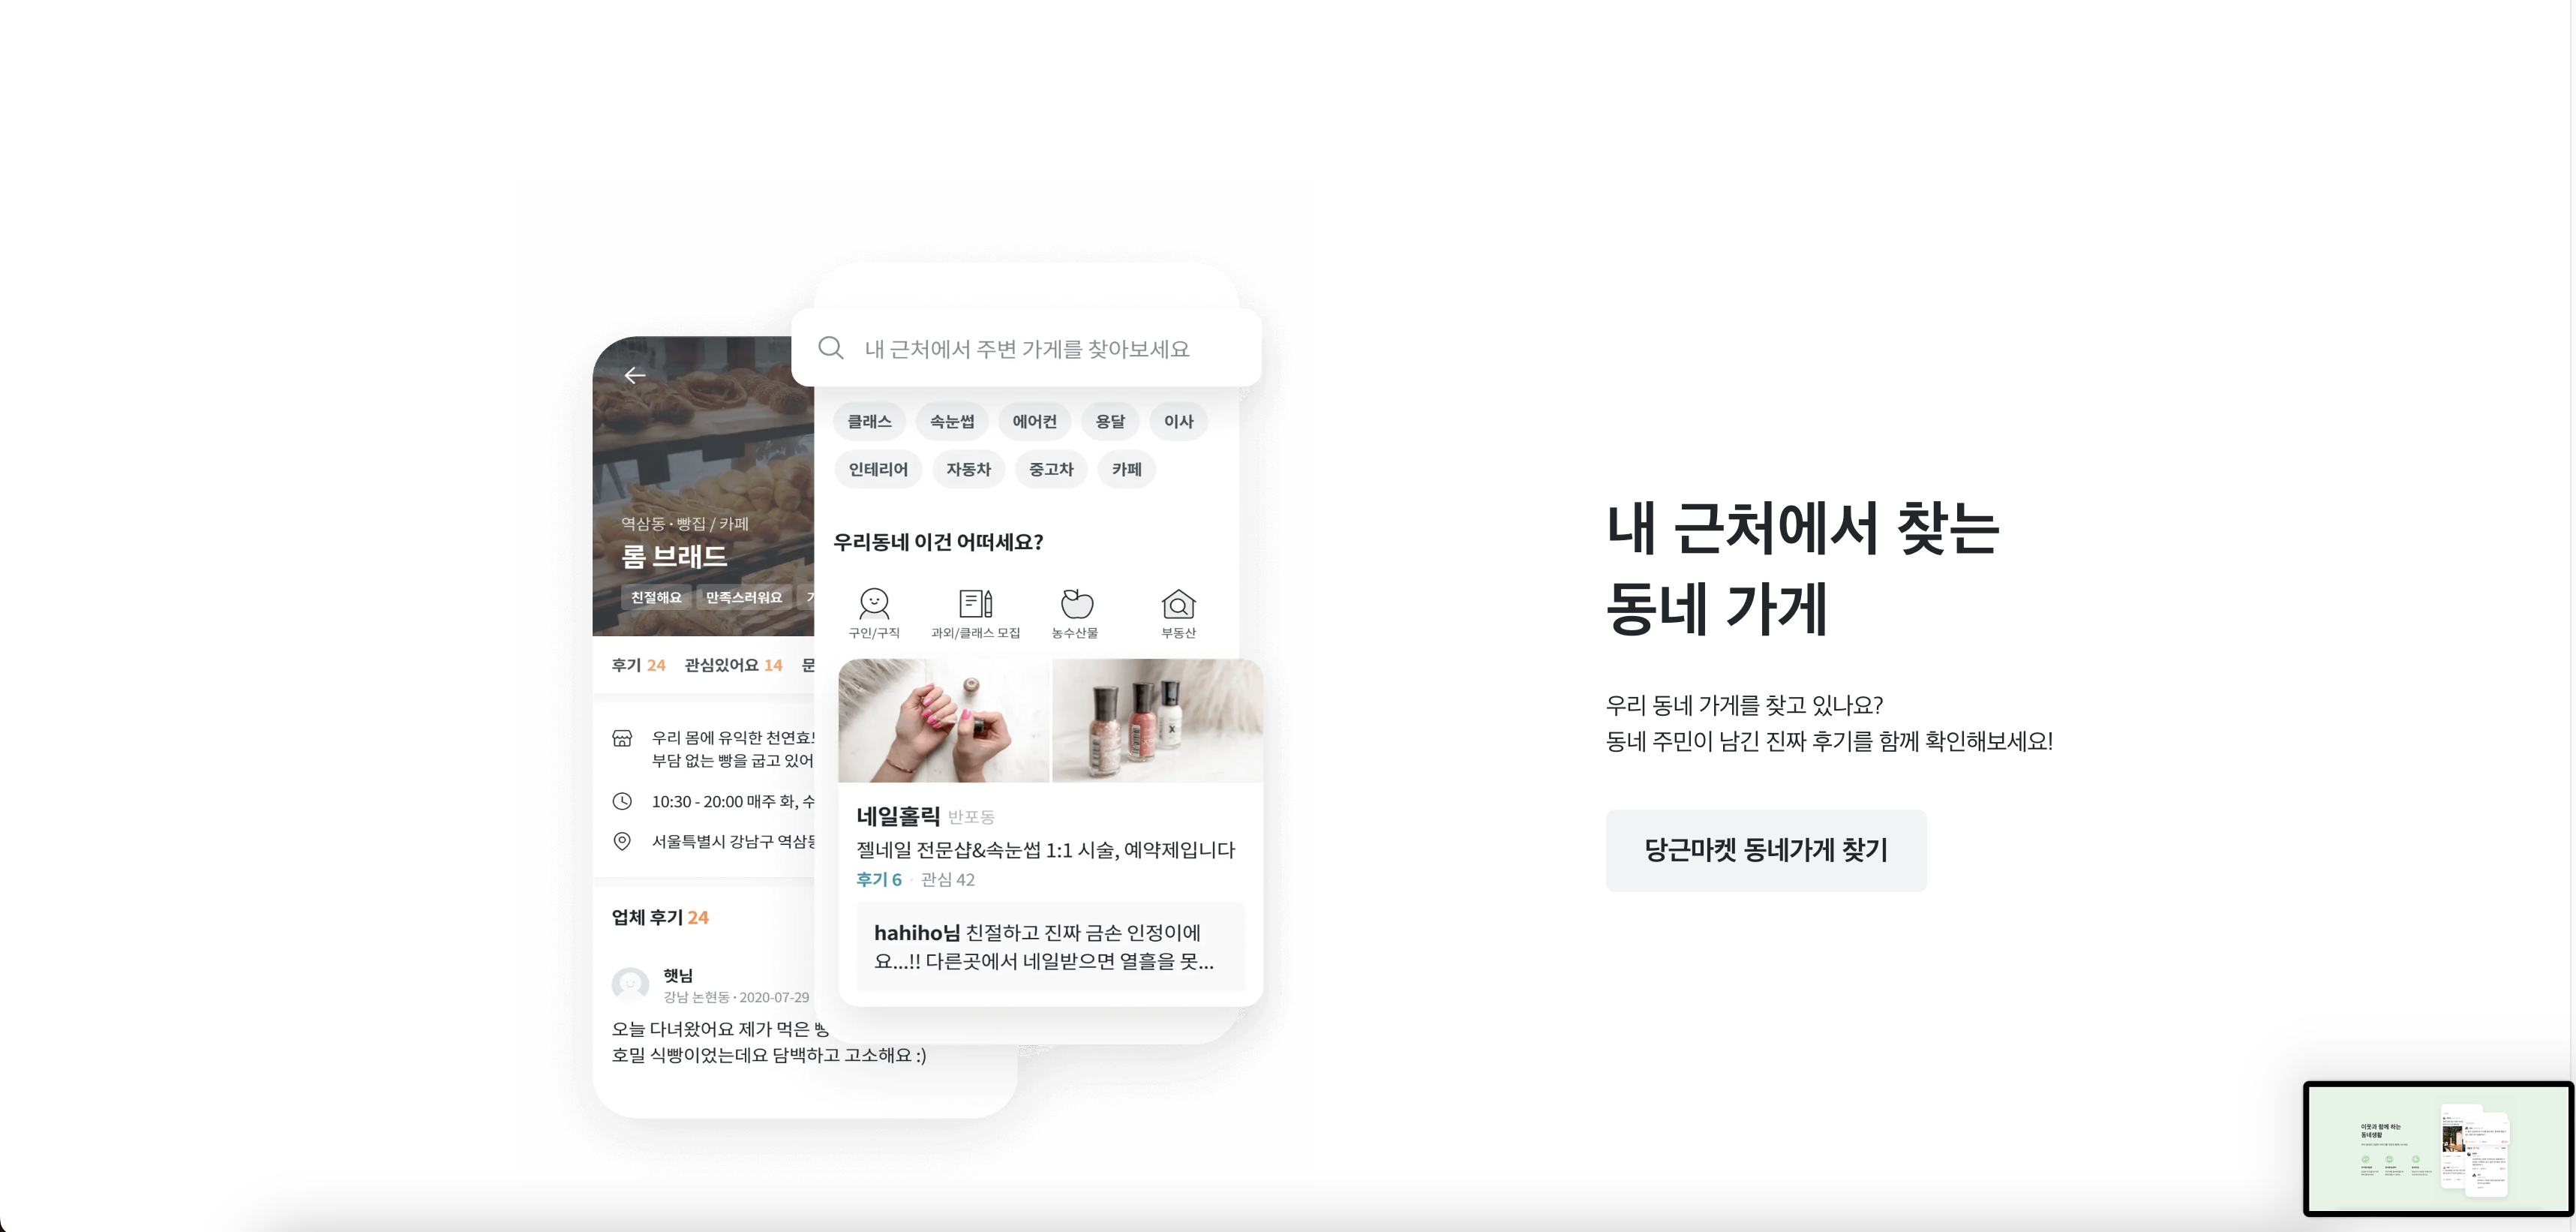 내 근처에서 주변 가게를 찾아보세요
클래스 속눈썹 에어컨 용달 이사
인테리어 자동차 중고차 카페
우리동네 이건 어떠세요?
구인/구직 과외/클래스 모집 농수산물 부동산
네일홀릭 반포동
젤네일 전문샵&속눈썹 1:1 시술, 예약제입니다
후기 6 · 관심 42
hahiho님 친절하고 진짜 금손 인정이에
요...!! 다른곳에서 네일받으면 열흘을 못...
역삼동 · 빵집 / 카페
롬 브래드
친절해요 만족스러워요
후기 24 관심있어요 14
우리 몸에 유익한
부담 없는 빵을 굽고 있어
10:30 - 20:00 매주 화, 수
서울특별시 강남구
업체 후기 24
햇님
강남 논현동 · 2020-07-29
오늘 다녀왔어요 제가 먹은
호밀 식빵이었는데요 담백하고 고소해요 :)
내 근처에서 찾는
동네 가게
우리 동네 가게를 찾고 있나요?
동네 주민이 남긴 진짜 후기를 함께 확인해보세요!
당근마켓 동네가게 찾기
이웃과 함께 하는
동네생활